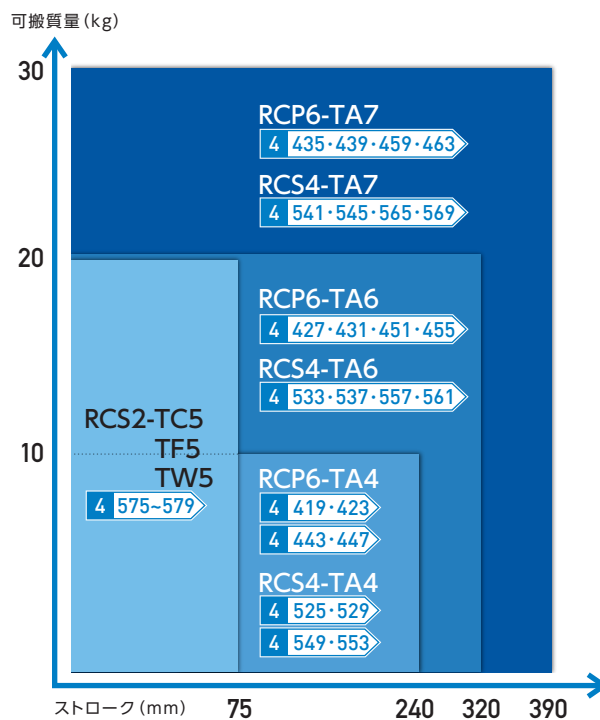 可搬質量(kg)
30
RCP6-TA7
4 435・439・459・463
RCS4-TA7
4 541・545・565・569
20
RCP6-TA6
4 427・431・451・455
RCS4-TA6
4 533・537・557・561
RCS2-TC5
TF5
TW5
4 575~579
10
RCP6-TA4
4 419・423
4 443・447
RCS4-TA4
4 525・529
4 549・553
ストローク(mm) 75 240 320 390